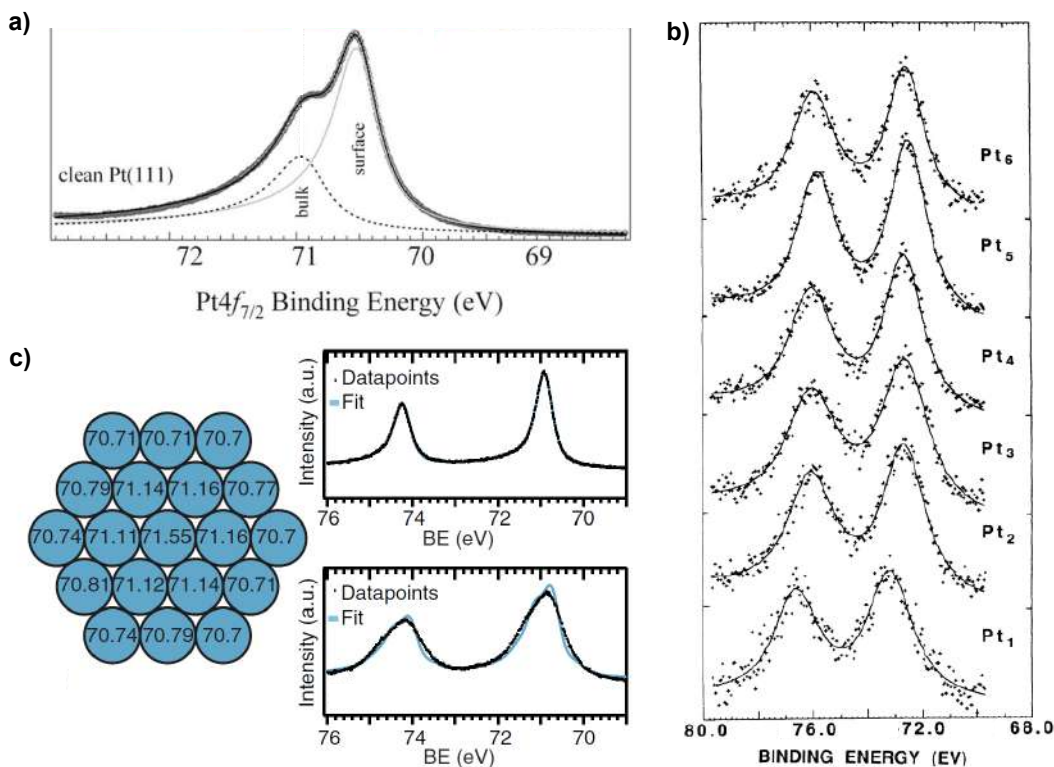 a)
clean Pt(111)
bulk
surface
72 71 70 69
Pt4f7/2 Binding Energy (eV)
b)
Pt6
Pt5
Pt4
Pt3
Pt2
Pt1
80.0 76.0 72.0 68.0
BINDING ENERGY (EV)
c)
70.71 70.71 70.7
70.79 71.14 71.16 70.77
70.74 71.11 71.55 71.16 70.7
70.81 71.12 71.14 70.71
70.74 70.79 70.7
Intensity (a.u.)
Datapoints
Fit
76 74 72 70
BE (eV)
Intensity (a.u.)
Datapoints
Fit
76 74 72 70
BE (eV)